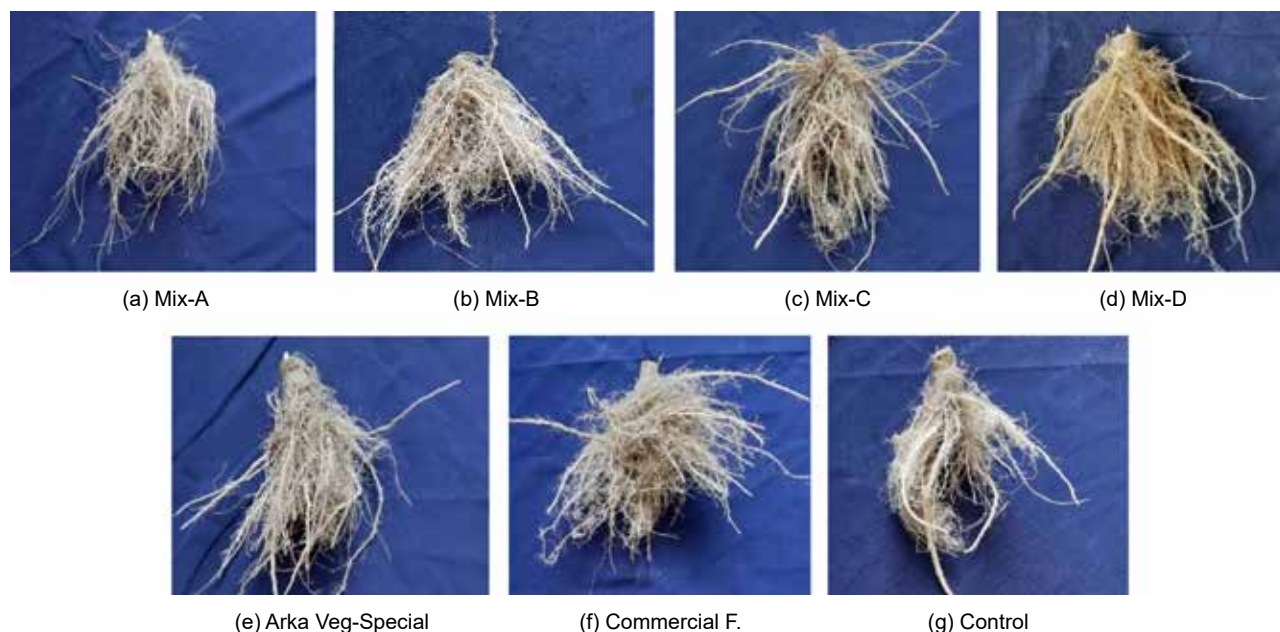 (a) Mix-A
(b) Mix-B
(c) Mix-C
(d) Mix-D
(e) Arka Veg-Special
(f) Commercial F.
(g) Control